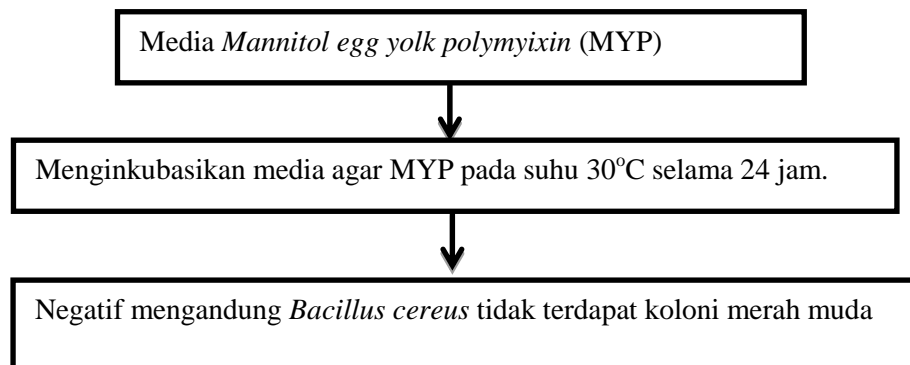 Media Mannitol egg yolk polymyixin (MYP)
Menginkubasikan media agar MYP pada suhu 30oC selama 24 jam.
Negatif mengandung Bacillus cereus tidak terdapat koloni merah muda